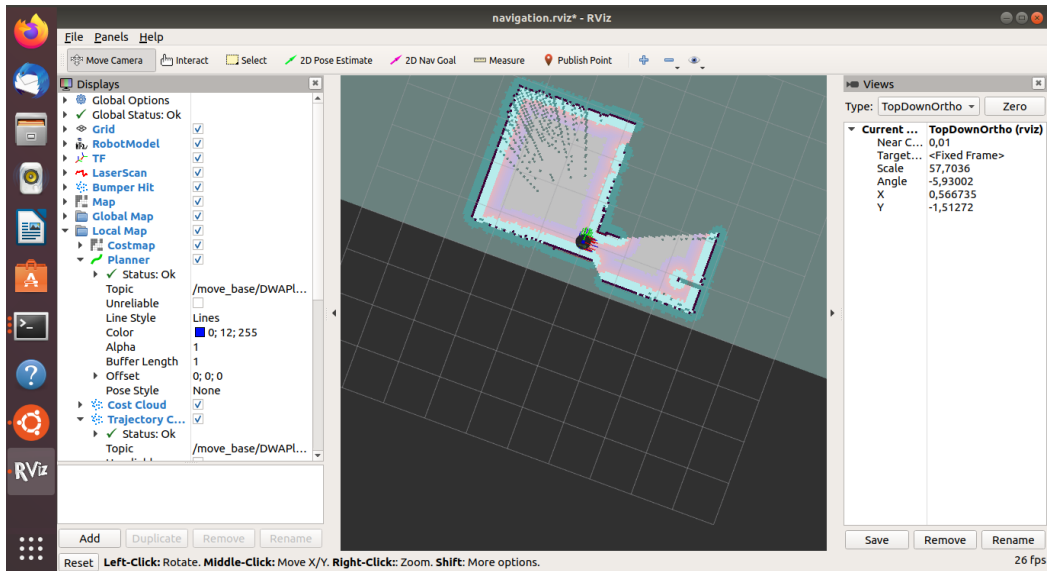 navigation.rviz* - RViz
File Panels Help
Move Camera Interact Select 2D Pose Estimate 2D Nav Goal Measure Publish Point
Displays
Global Options
Global Status: Ok
Grid
RobotModel
TF
LaserScan
Bumper Hit
Map
Global Map
Local Map
Costmap
Planner
Status: Ok
Topic /move_base/DWAPl...
Unreliable
Line Style Lines
Color 0; 12; 255
Alpha 1
Buffer Length 1
Offset 0; 0; 0
Pose Style None
Cost Cloud
Trajectory C...
Status: Ok
Topic /move_base/DWAPl...
Add Duplicate Remove Rename
Reset Left-Click: Rotate. Middle-Click: Move X/Y. Right-Click:: Zoom. Shift: More options.
Views
Type: TopDownOrtho Zero
Current ... TopDownOrtho (rviz)
Near C... 0,01
Target... <Fixed Frame>
Scale 57,7036
Angle -5,93002
X 0,566735
Y -1,51272
Save Remove Rename
26 fps
RViz